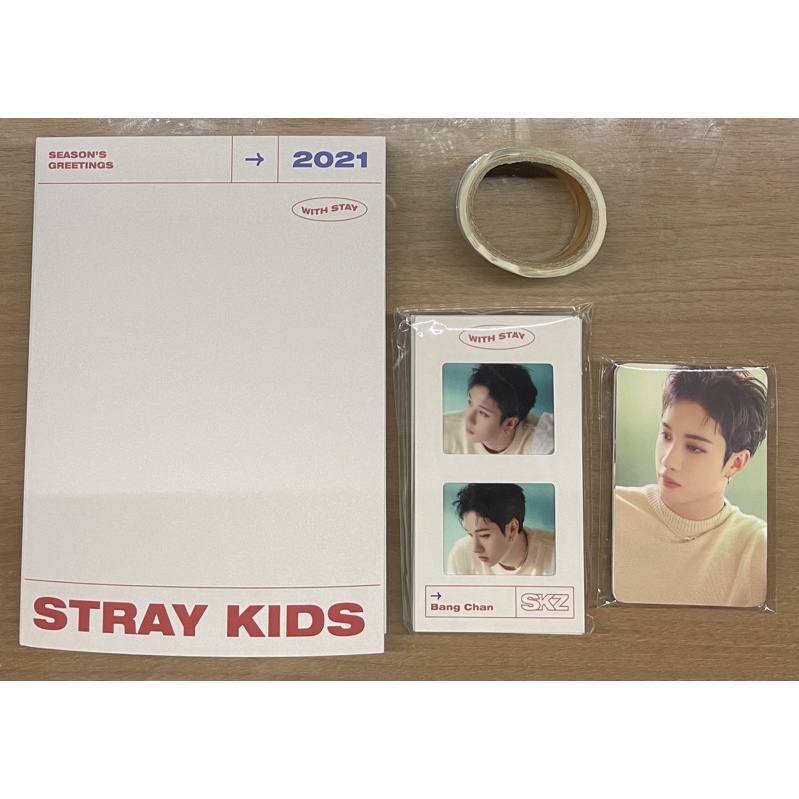 SEASON'S
GREETINGS
→
2021
WITH STAY
STRAY KIDS
WITH STAY
→
Bang Chan
SKZ